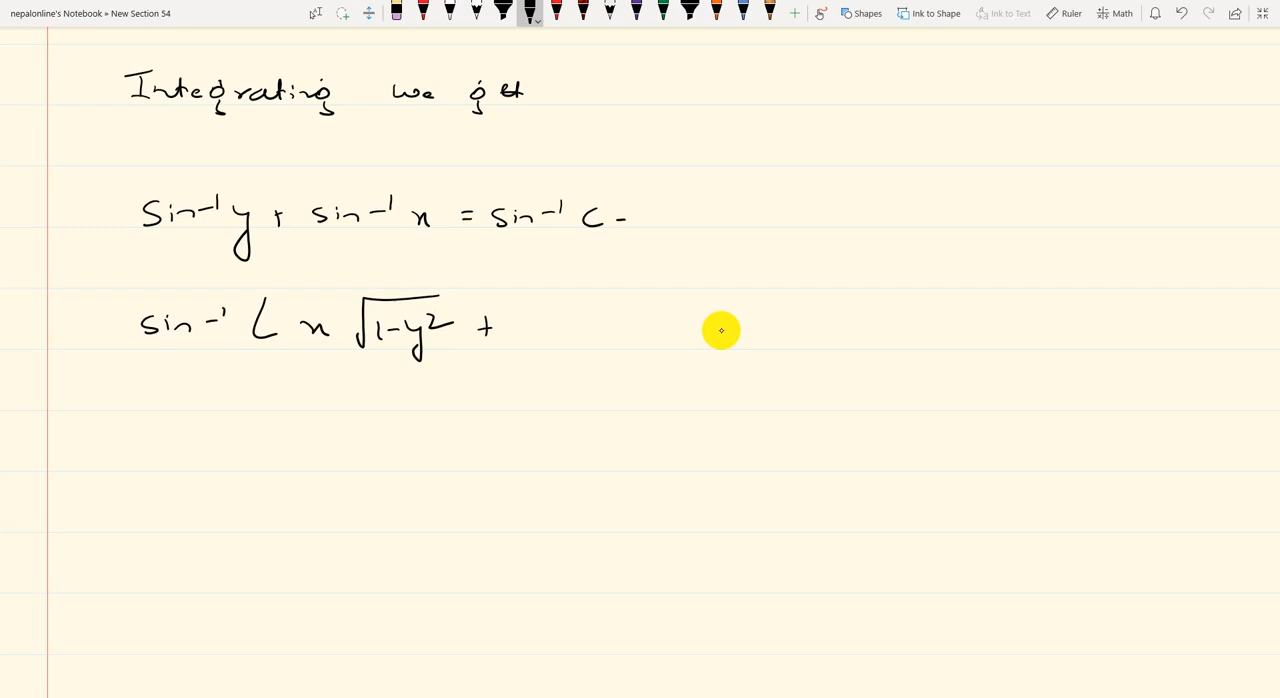 nepalonline's Notebook » New Section 54
Shapes Ink to Shape Ink to Text Ruler Math
Integrating we get
sin⁻¹ y + sin⁻¹ x = sin⁻¹ c -
sin⁻¹ ( x √1-y² +